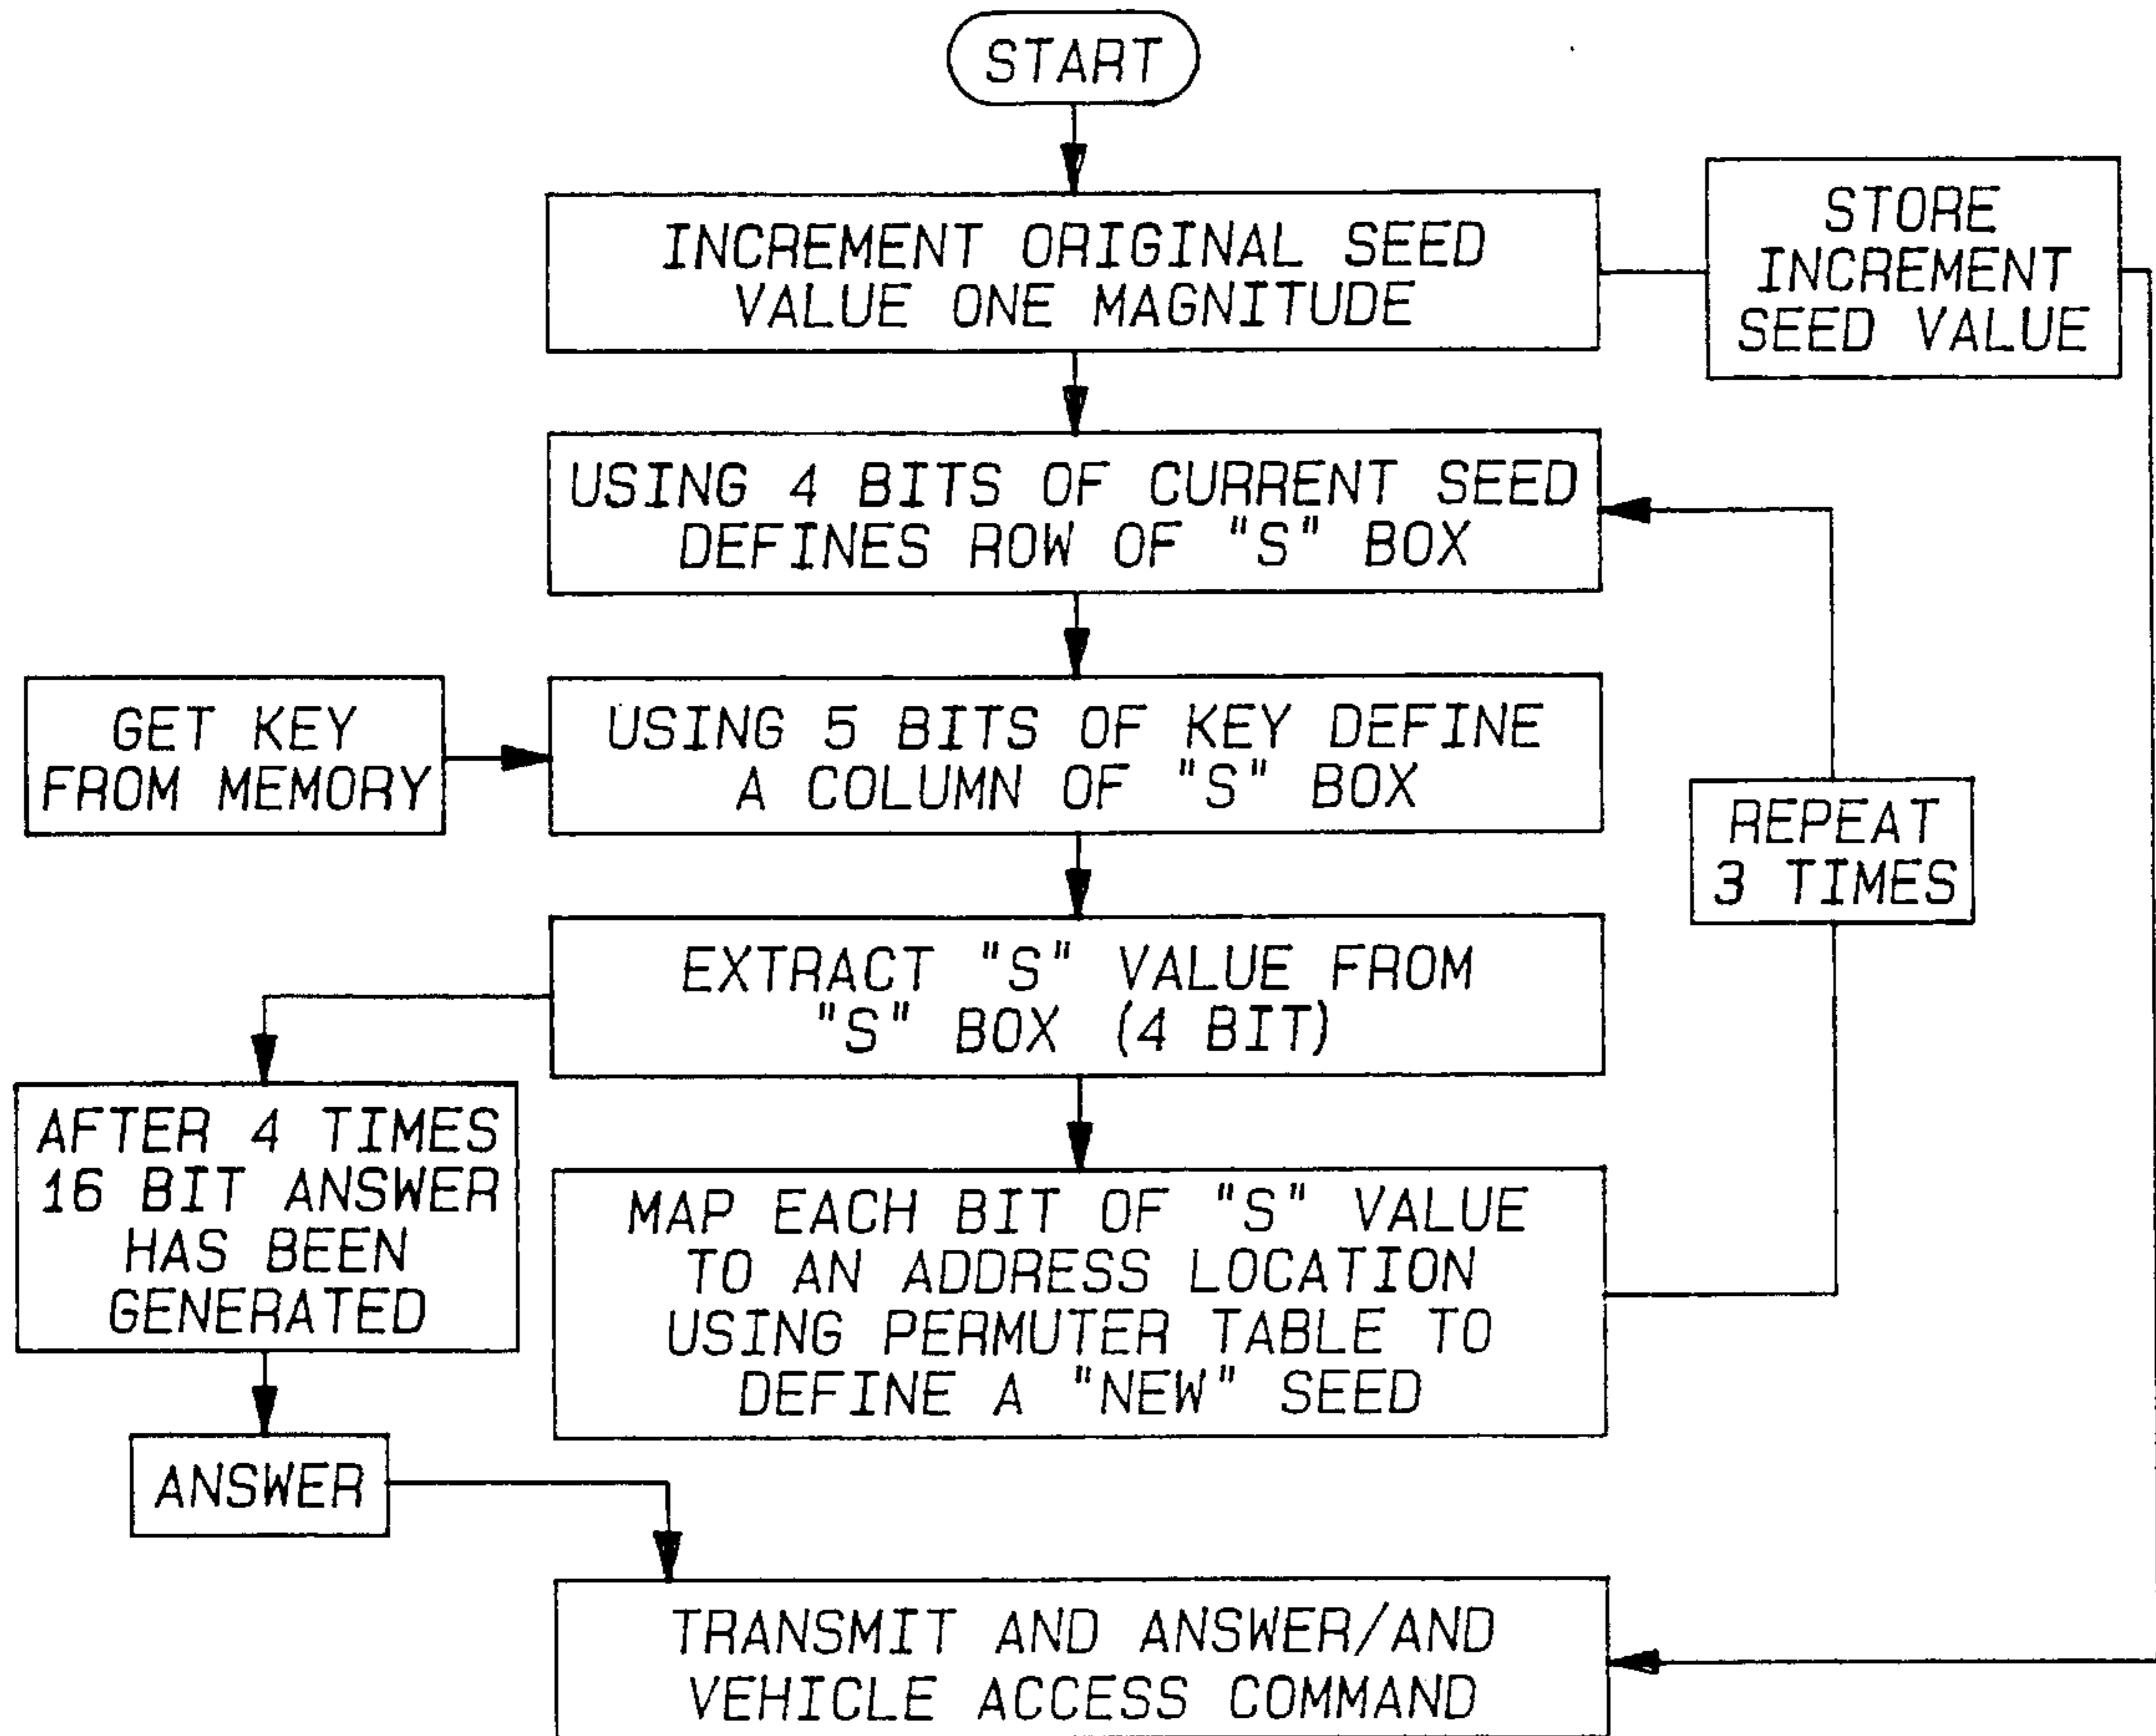 START
INCREMENT ORIGINAL SEED
VALUE ONE MAGNITUDE
STORE
INCREMENT
SEED VALUE
USING 4 BITS OF CURRENT SEED
DEFINES ROW OF "S" BOX
GET KEY
FROM MEMORY
USING 5 BITS OF KEY DEFINE
A COLUMN OF "S" BOX
REPEAT
3 TIMES
EXTRACT "S" VALUE FROM
"S" BOX (4 BIT)
AFTER 4 TIMES
16 BIT ANSWER
HAS BEEN
GENERATED
MAP EACH BIT OF "S" VALUE
TO AN ADDRESS LOCATION
USING PERMUTER TABLE TO
DEFINE A "NEW" SEED
ANSWER
TRANSMIT AND ANSWER/AND
VEHICLE ACCESS COMMAND